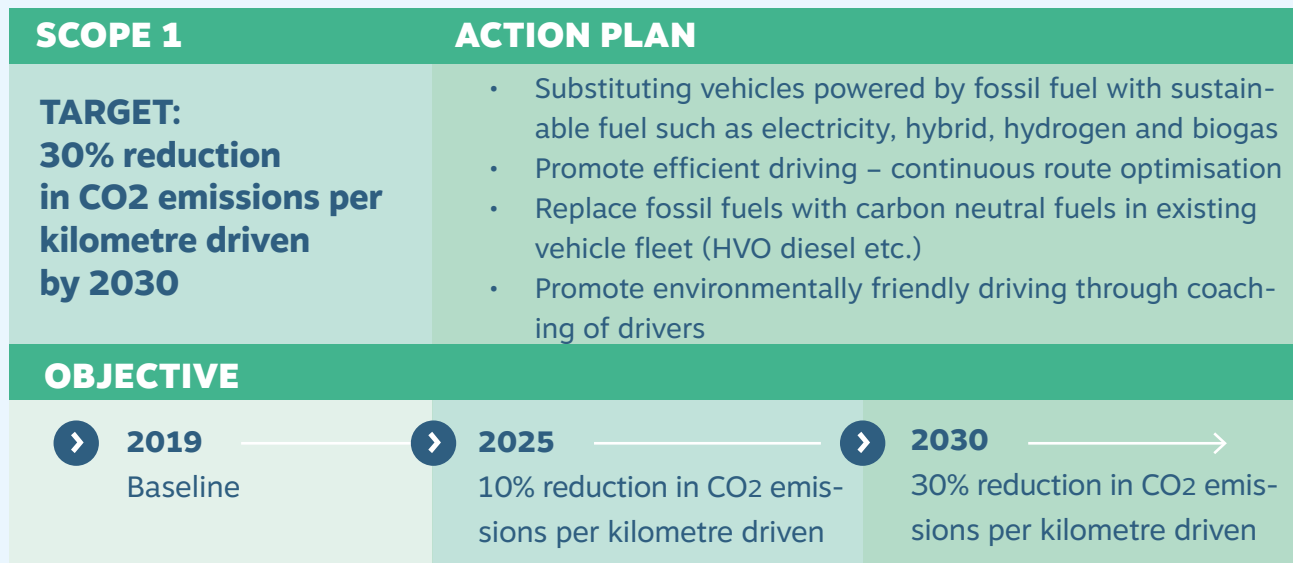 SCOPE 1
ACTION PLAN
TARGET:
30% reduction
in CO2 emissions per
kilometre driven
by 2030
• Substituting vehicles powered by fossil fuel with sustain-
able fuel such as electricity, hybrid, hydrogen and biogas
• Promote efficient driving – continuous route optimisation
• Replace fossil fuels with carbon neutral fuels in existing
vehicle fleet (HVO diesel etc.)
• Promote environmentally friendly driving through coach-
ing of drivers
OBJECTIVE
2019
Baseline
2025
10% reduction in CO2 emis-
sions per kilometre driven
2030
30% reduction in CO2 emis-
sions per kilometre driven